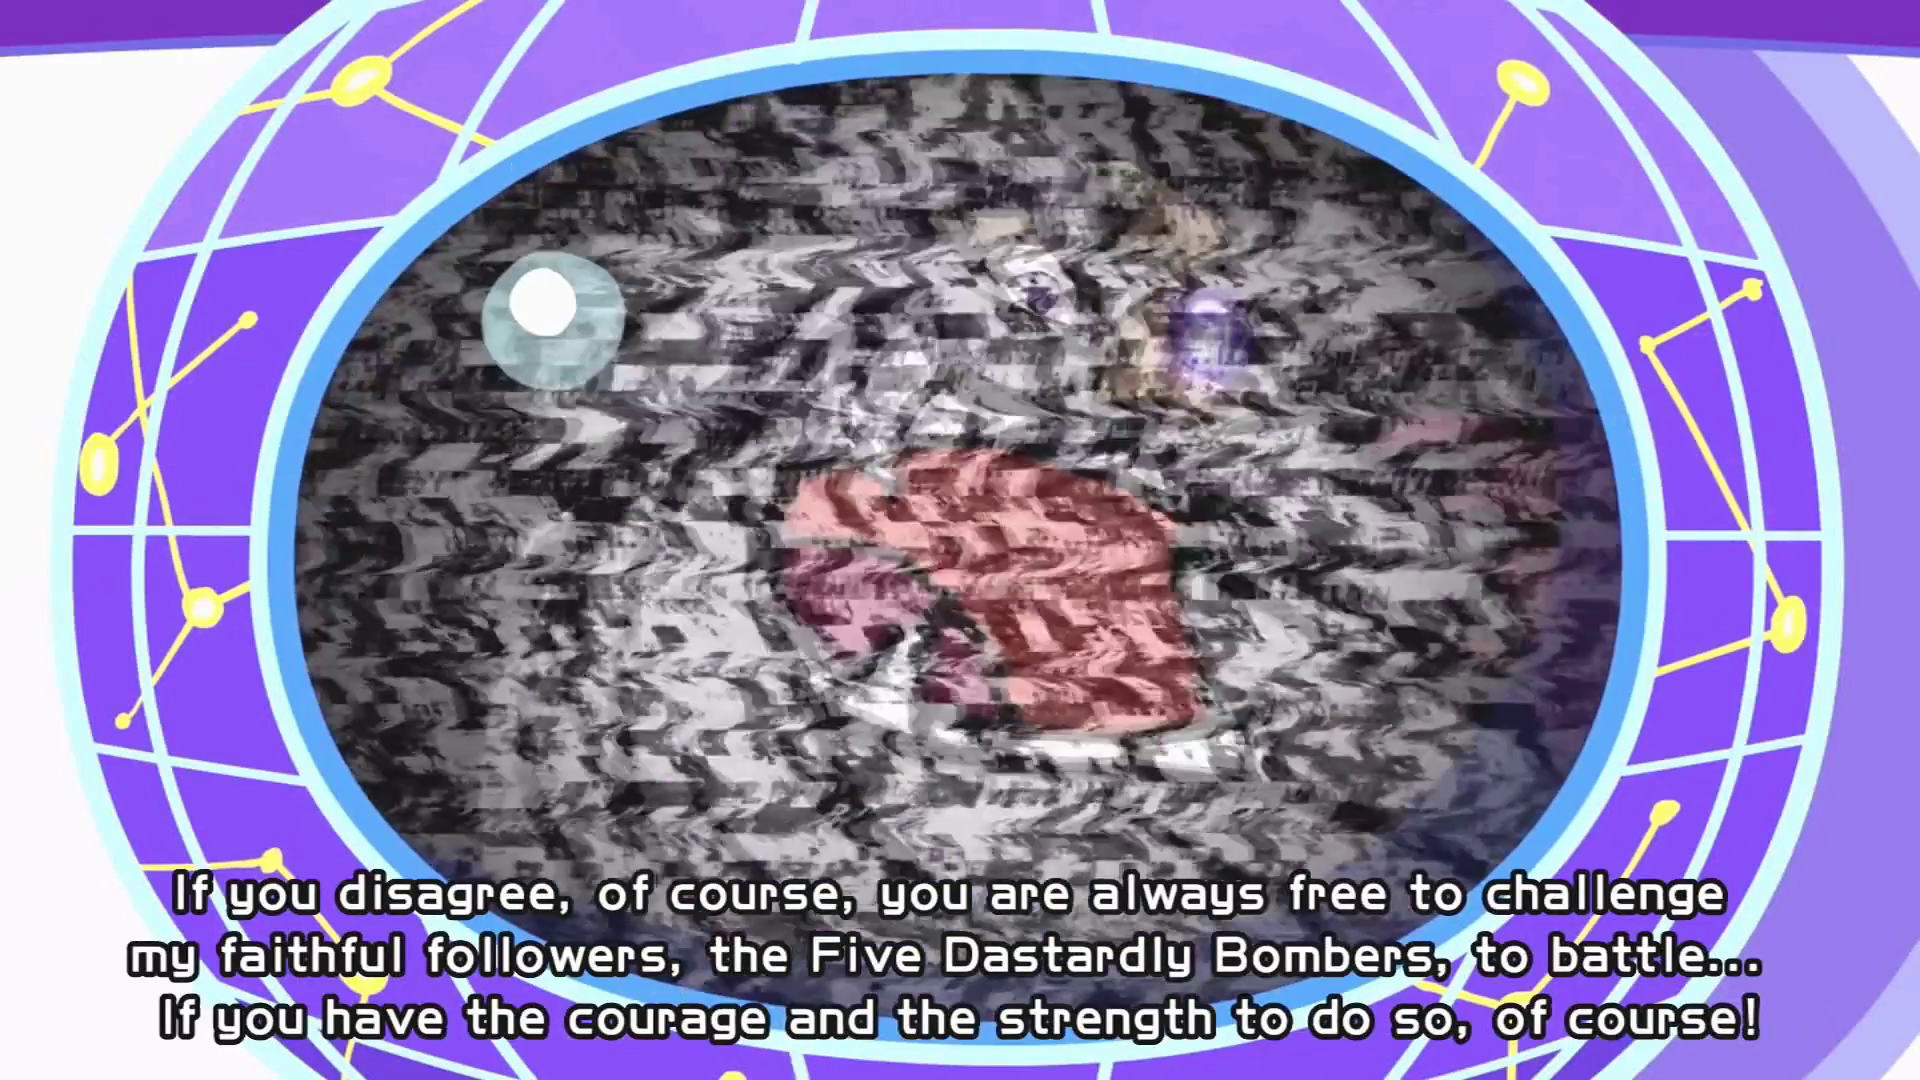 If you disagree, of course, you are always free to challenge
my faithful followers, the Five Dastardly Bombers, to battle...
If you have the courage and the strength to do so, of course!